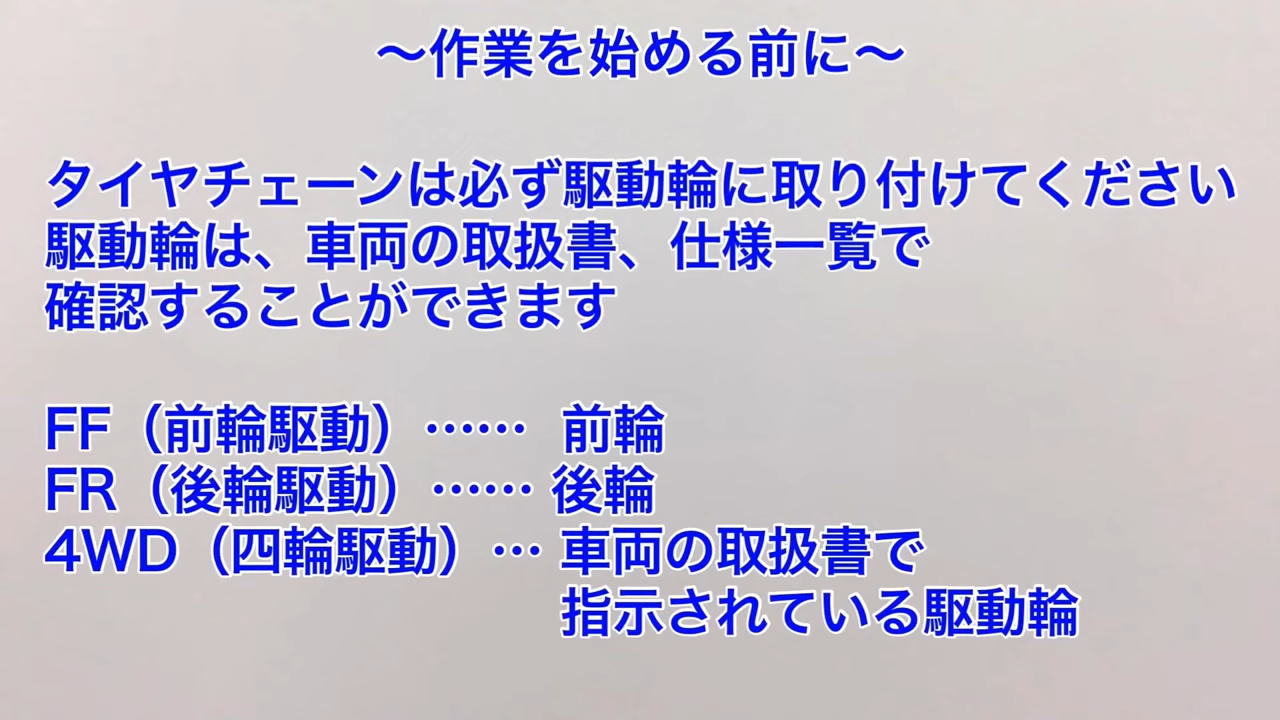 〜作業を始める前に〜
タイヤチェーンは必ず駆動輪に取り付けてください
駆動輪は、車両の取扱書、仕様一覧で
確認することができます
FF（前輪駆動）…… 前輪
FR（後輪駆動）…… 後輪
4WD（四輪駆動）… 車両の取扱書で
指示されている駆動輪